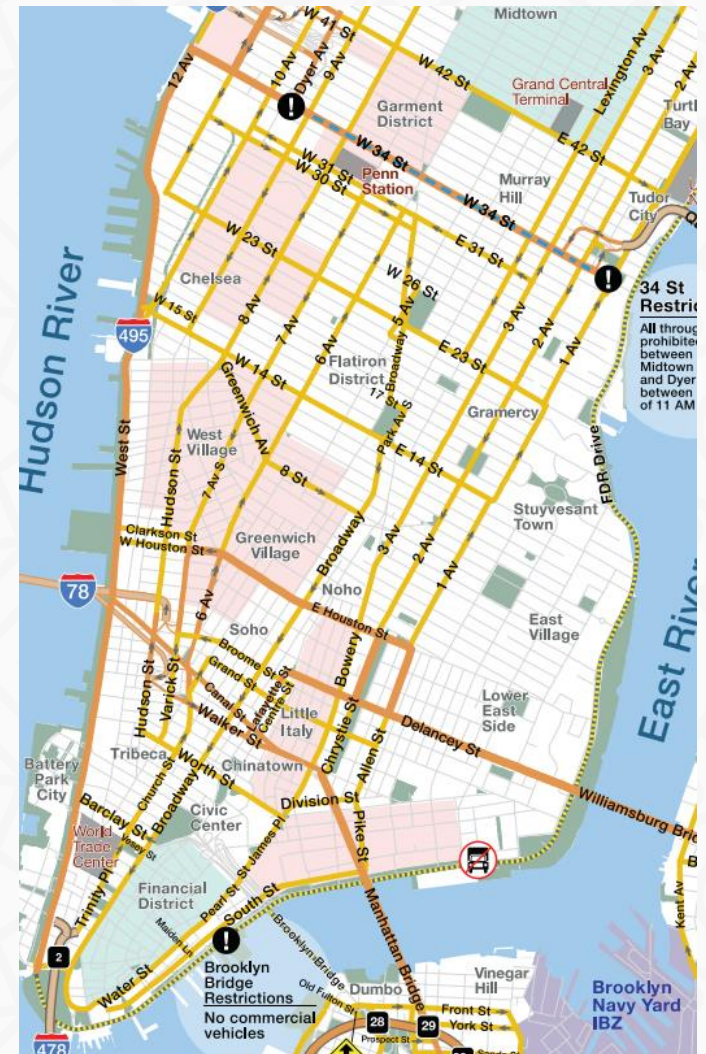 Midtown
W 41 St
Dyer Av
10 Av
9 Av
12 Av
W 42 St
Lexington Av
3 Av
2 Av
Grand Central
Terminal
Garment
District
Turtl
Bay
E 42 St
W 34 St
W 31 St
W 30 St
Penn
Station
Murray
Hill
W 34 St
Tudor
City
E 31 St
W 23 St
W 26 St
Chelsea
34 St
Restric
All throug
prohibite
between
Midtown
and Dyer
between
of 11 AM
Hudson River
W 15 St
495
8 Av
7 Av
6 Av
5 Av
Broadway
3 Av
2 Av
1 Av
E 23 St
W 14 St
Flatiron
District
17 St
Gramercy
Greenwich Av
Park Av S
West St
West
Village
Hudson St
7 Av S
8 St
E 14 St
FDR Drive
Stuyvesant
Town
Clarkson St
W Houston St
Greenwich
Village
Broadway
3 Av
2 Av
1 Av
78
6 Av
Noho
E Houston St
East
Village
East River
Soho
Broome St
Grand St
Lafayette St
Centre St
Bowery
Hudson St
Varick St
Canal St
Walker St
Little
Italy
Chrystie St
Allen St
Delancey St
Lower
East
Side
Tribeca
Worth St
Chinatown
Battery
Park
City
Church St
Broadway
Division St
Williamsburg Bri
Barclay St
Vesey St
Civic
Center
World
Trade
Center
St James Pl
Pike St
Trinity Pl
Financial
District
Pearl St
South St
Manhattan Bridge
Kent Av
B
Maiden Ln
Brooklyn Bridge
2
Water St
Brooklyn
Bridge
Restrictions
No commercial
vehicles
Old Fulton St
Dumbo
Vinegar
Hill
Brooklyn
Navy Yard
IBZ
Front St
York St
28
29
Prospect St
478